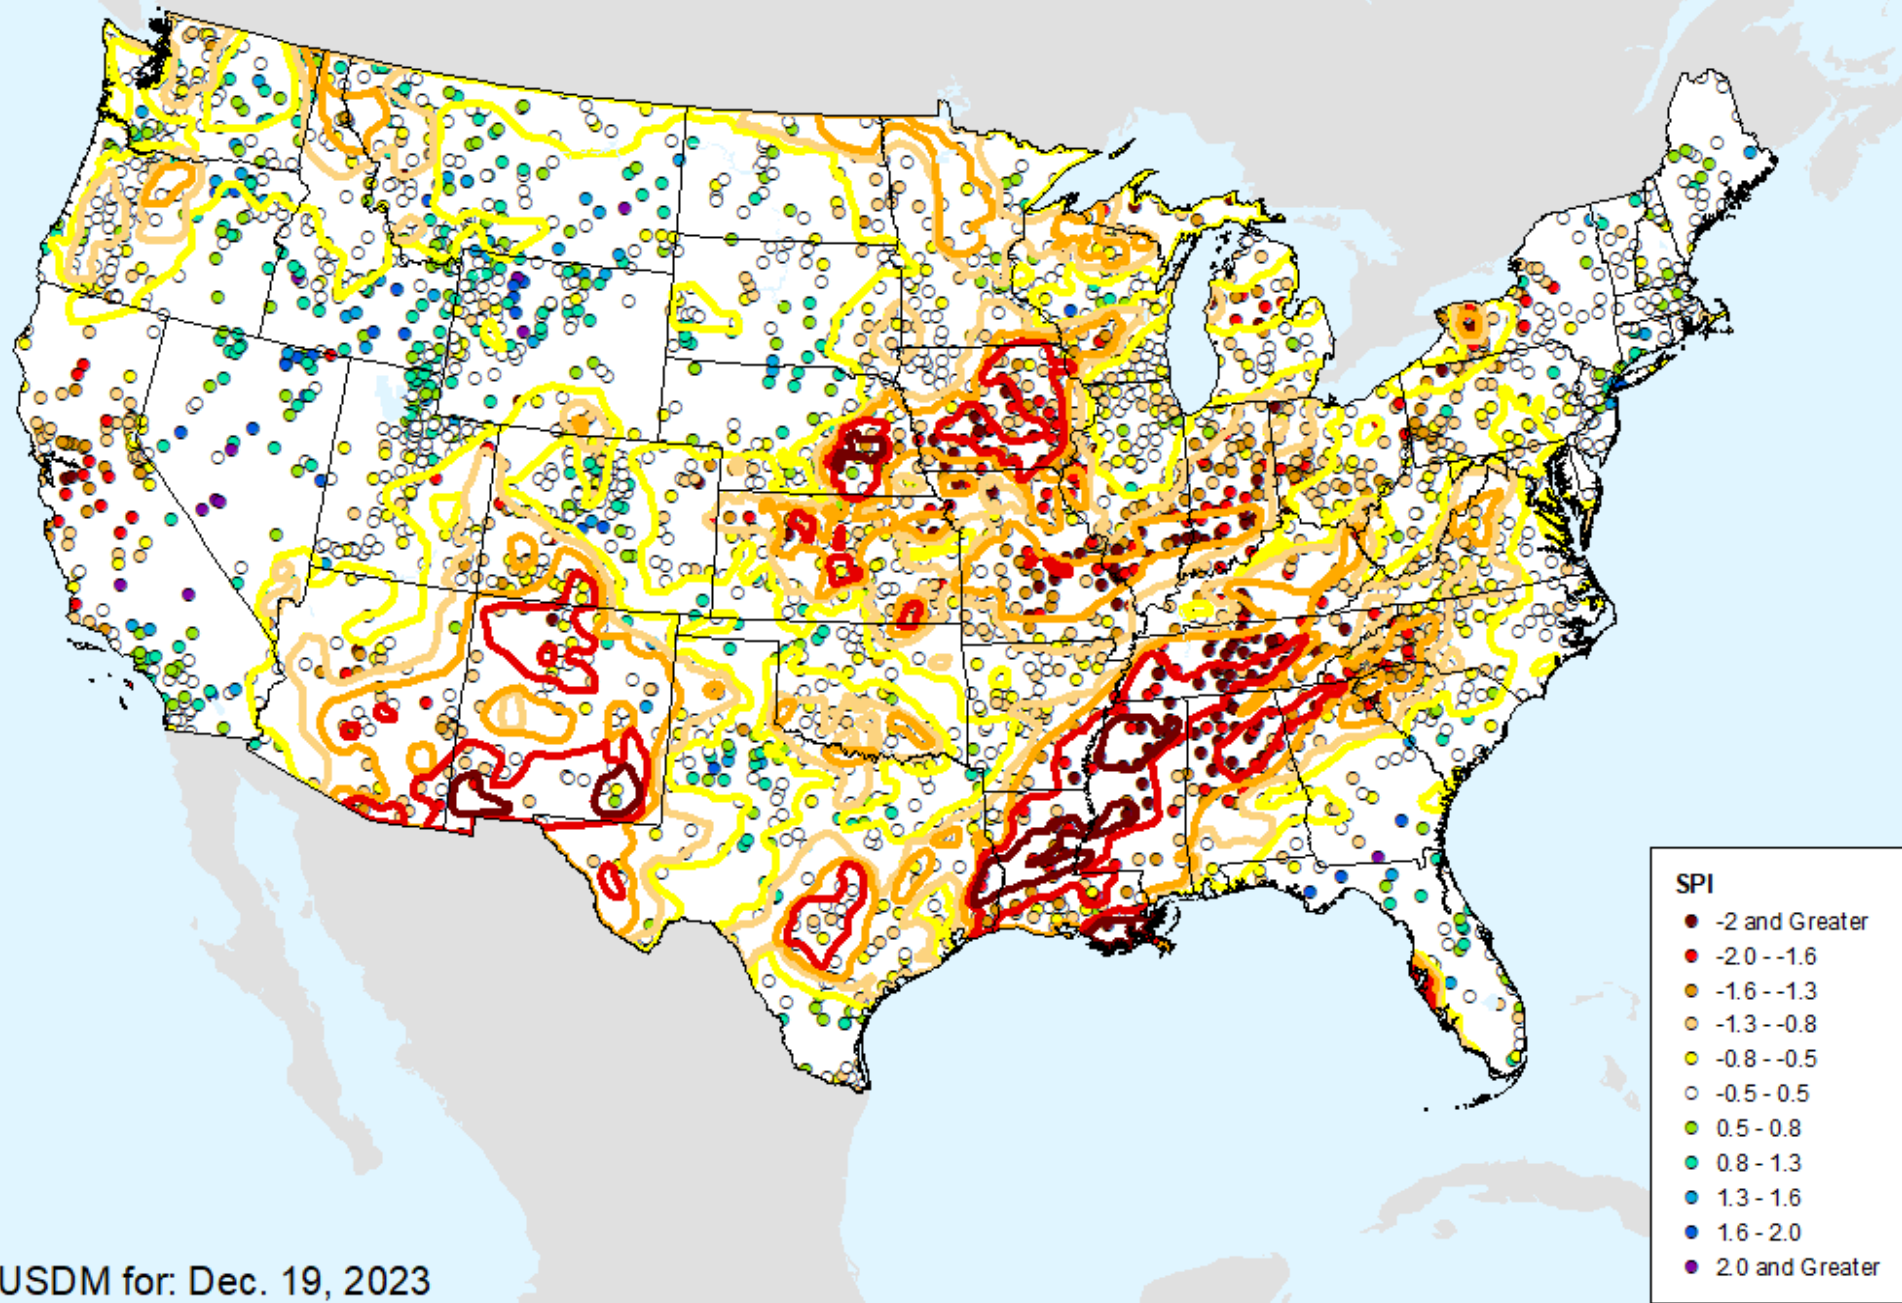 SPI
-2 and Greater
-2.0 - -1.6
-1.6 - -1.3
-1.3 - -0.8
-0.8 - -0.5
-0.5 - 0.5
0.5 - 0.8
0.8 - 1.3
1.3 - 1.6
1.6 - 2.0
2.0 and Greater
USDM for: Dec. 19, 2023